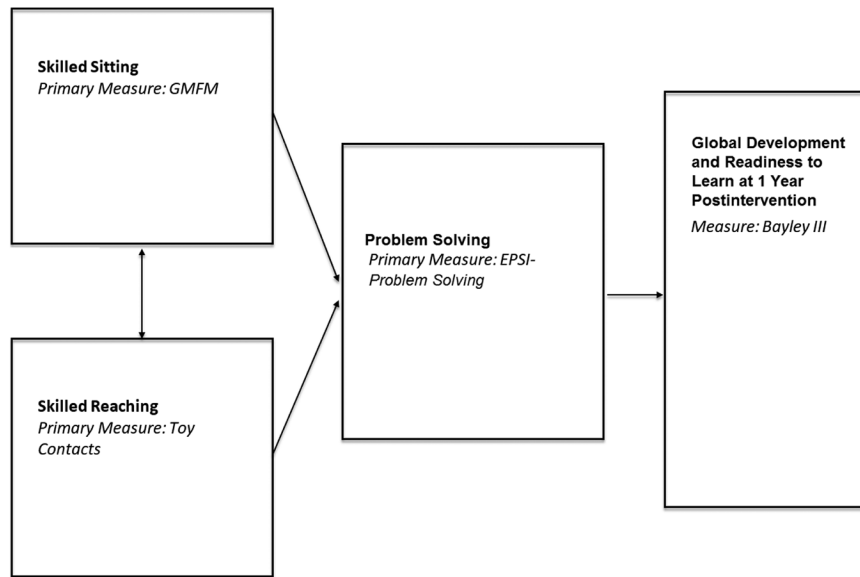 Skilled Sitting
Primary Measure: GMFM
Skilled Reaching
Primary Measure: Toy
Contacts
Problem Solving
Primary Measure: EPSI-
Problem Solving
Global Development
and Readiness to
Learn at 1 Year
Postintervention
Measure: Bayley III